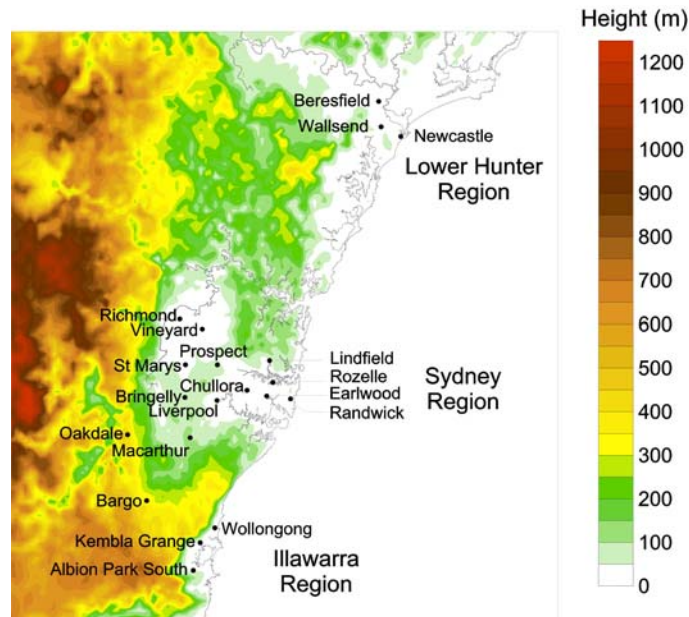 Height (m)
1200
1100
1000
900
800
700
600
500
400
300
200
100
0
Beresfield
Wallsend
Newcastle
Lower Hunter
Region
Richmond
Vineyard
Prospect
St Marys
Lindfield
Rozelle
Chullora
Earlwood
Bringelly
Randwick
Liverpool
Sydney
Region
Oakdale
Macarthur
Bargo
Wollongong
Kembla Grange
Albion Park South
Illawarra
Region